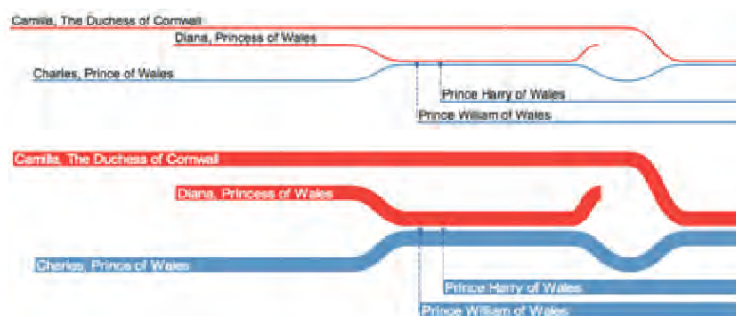 Camilla, The Duchess of Cornwall
Diana, Princess of Wales
Charles, Prince of Wales
Prince Harry of Wales
Prince William of Wales
Camilla, The Duchess of Cornwall
Diana, Princess of Wales
Charles, Prince of Wales
Prince Harry of Wales
Prince William of Wales